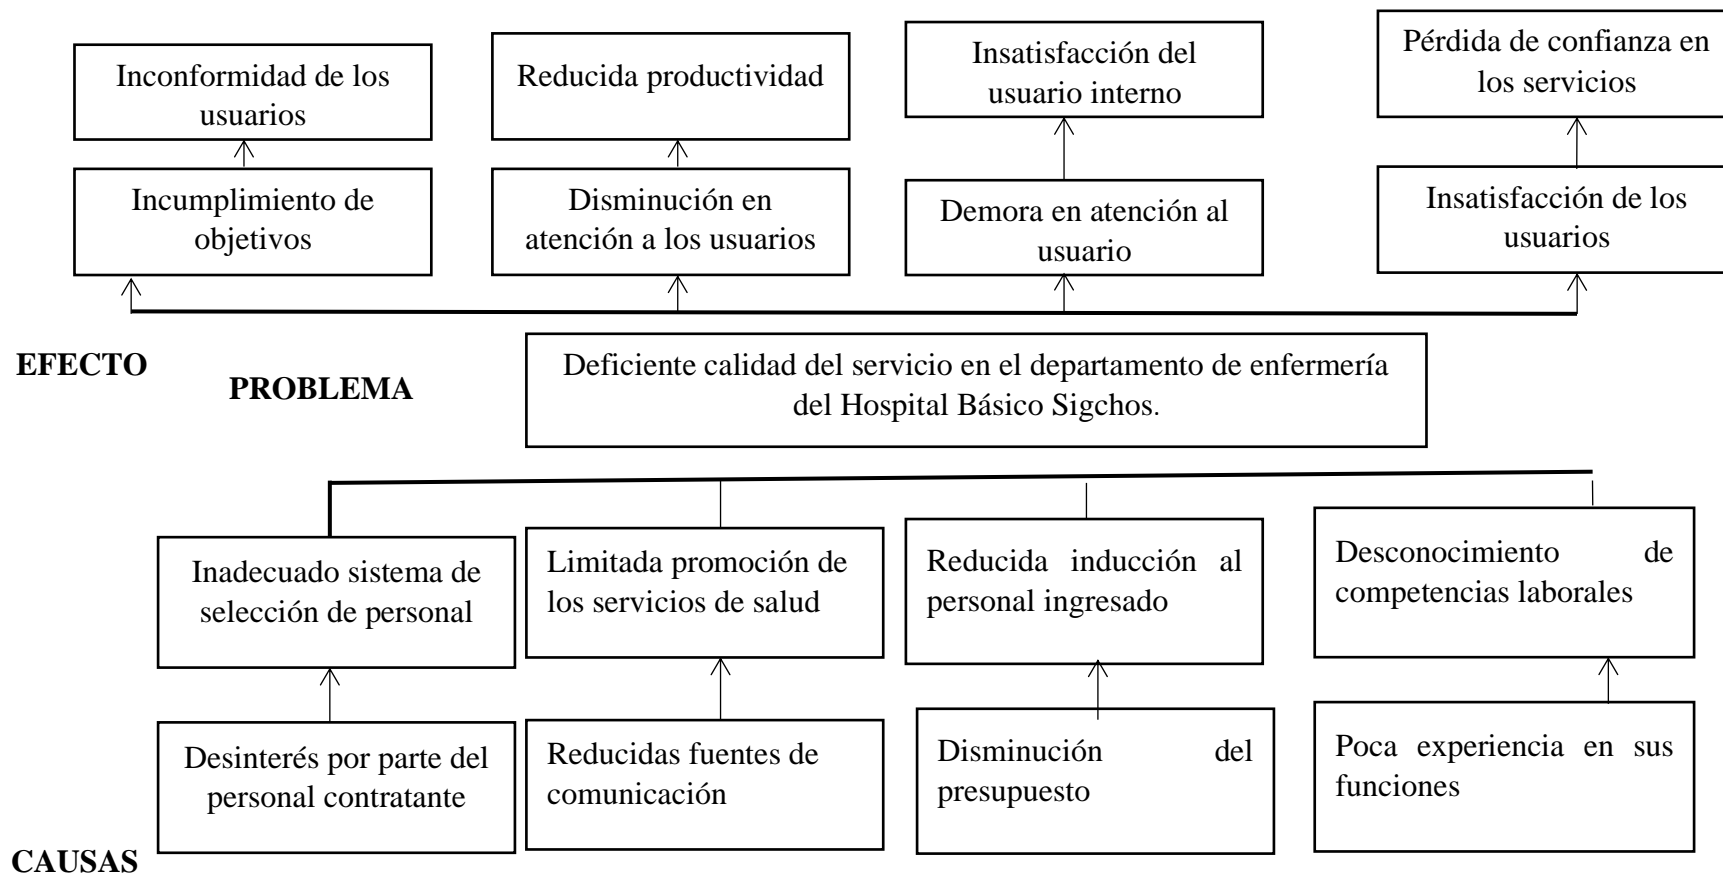 Inconformidad de los
usuarios
Reducida productividad
Insatisfacción del
usuario interno
Pérdida de confianza en
los servicios
Incumplimiento de
objetivos
Disminución en
atención a los usuarios
Demora en atención al
usuario
Insatisfacción de los
usuarios
EFECTO
PROBLEMA
Deficiente calidad del servicio en el departamento de enfermería
del Hospital Básico Sigchos.
Inadecuado sistema de
selección de personal
Limitada promoción de
los servicios de salud
Reducida inducción al
personal ingresado
Desconocimiento de
competencias laborales
Desinterés por parte del
personal contratante
Reducidas fuentes de
comunicación
Disminución del
presupuesto
Poca experiencia en sus
funciones
CAUSAS